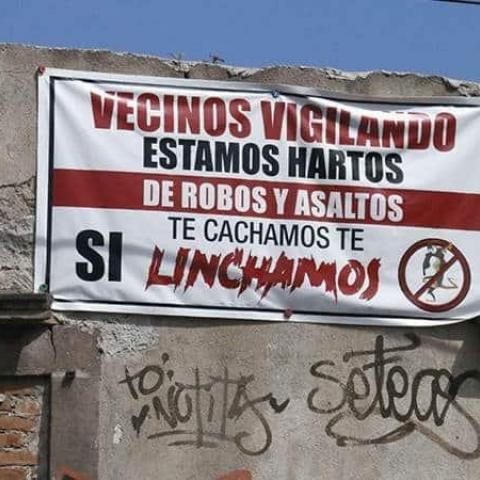 VECINOS VIGILANDO
ESTAMOS HARTOS
DE ROBOS Y ASALTOS
SI TE CACHAMOS TE
LINCHAMOS